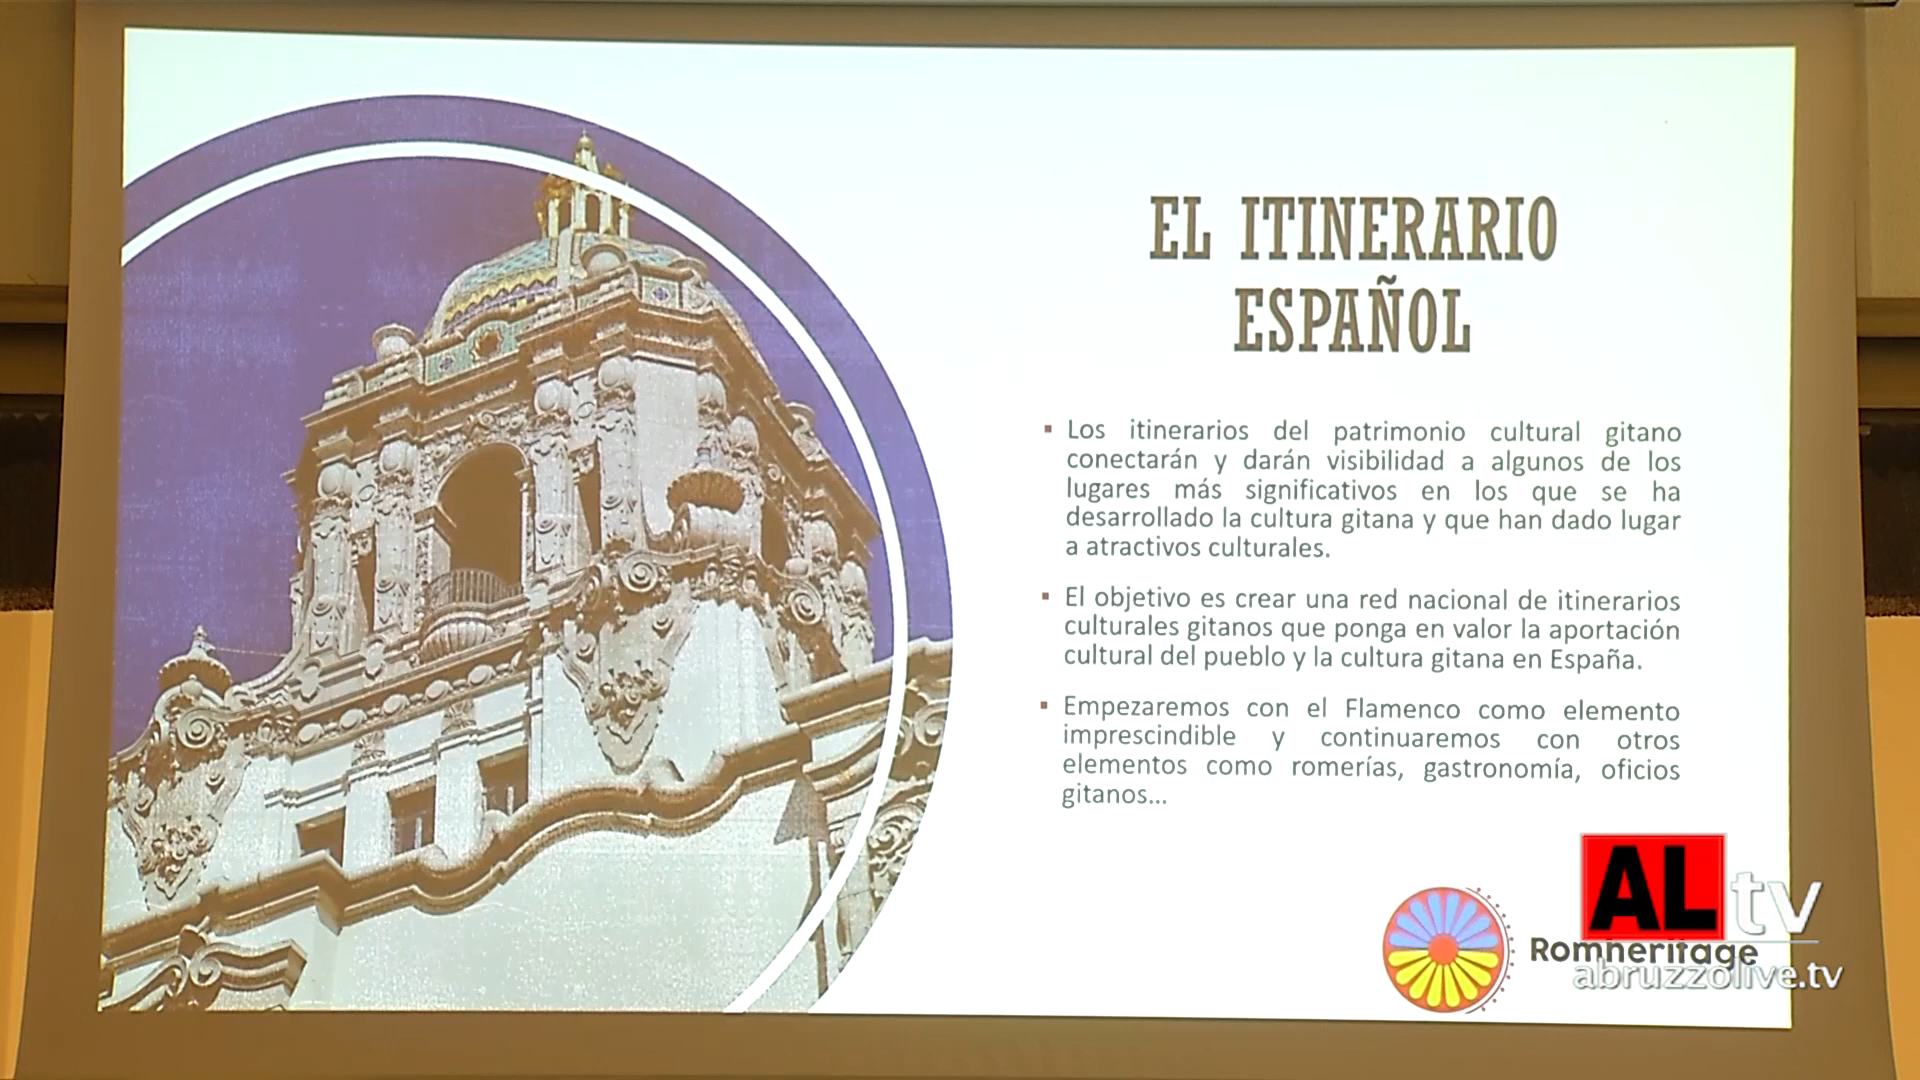 EL ITINERARIO
ESPAÑOL
▪ Los itinerarios del patrimonio cultural gitano
conectarán y darán visibilidad a algunos de los
lugares más significativos en los que se ha
desarrollado la cultura gitana y que han dado lugar
a atractivos culturales.
▪ El objetivo es crear una red nacional de itinerarios
culturales gitanos que ponga en valor la aportación
cultural del pueblo y la cultura gitana en España.
▪ Empezaremos con el Flamenco como elemento
imprescindible y continuaremos con otros
elementos como romerías, gastronomía, oficios
gitanos...
AL tv
Romheritage
abruzzolive.tv